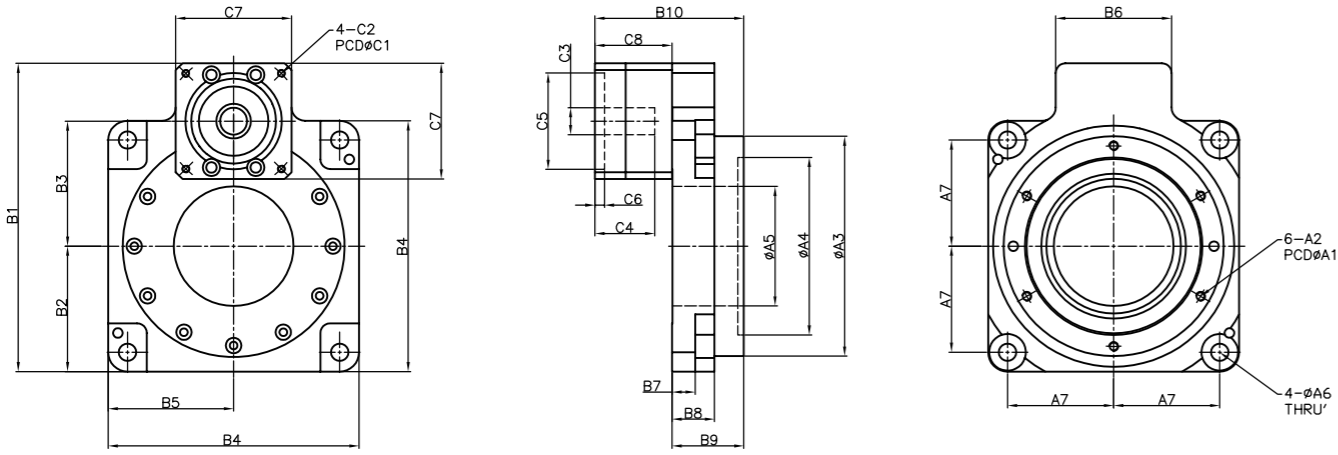 C7
4-C2
PCDøC1
B1
B3
B2
C7
B4
B5
B4
B10
C8
C3
C5
C6
C4
øA5
øA4
øA3
B7
B8
B9
B6
A7
A7
6-A2
PCDøA1
A7
A7
4-øA6
THRU'